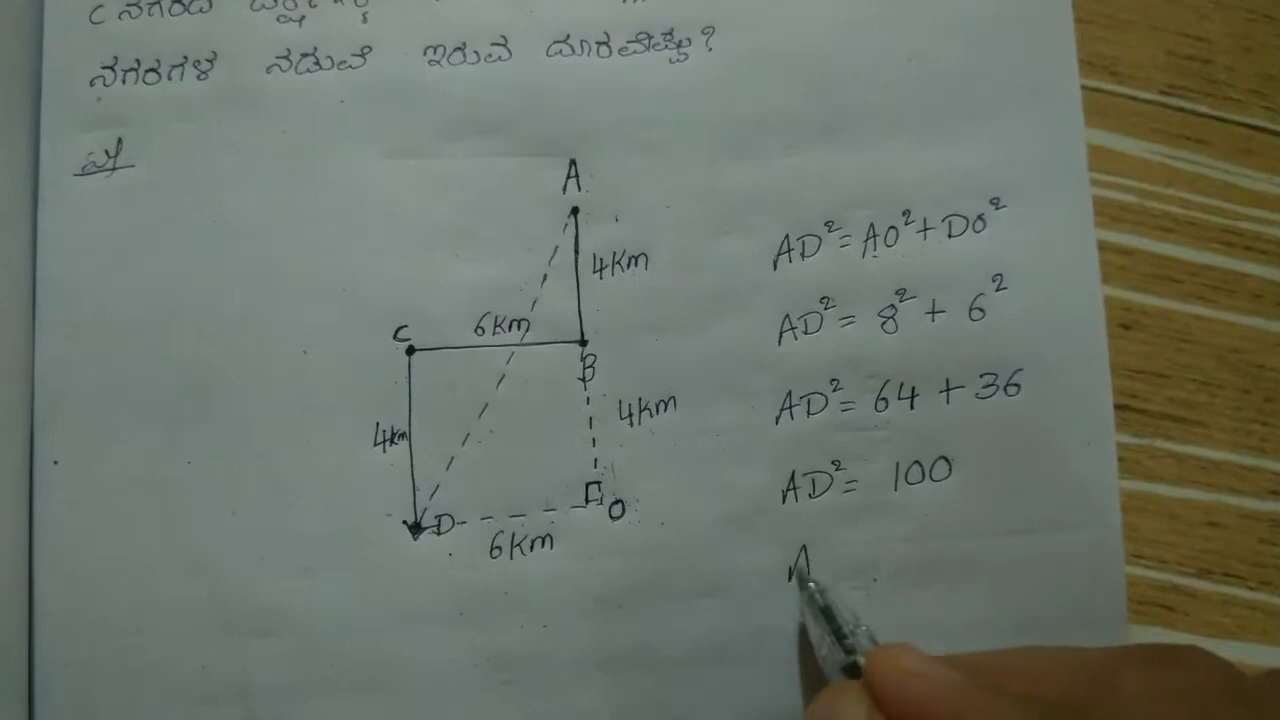 C ನಗರದ
ನಗರಗಳ ನಡುವೆ ಇರುವ ದೂರವೆಷ್ಟು?
A
4Km
C
6Km
B
4Km
4km
D
O
6Km
AD²=AO²+DO²
AD²= 8² + 6²
AD²= 64 + 36
AD²= 100
A